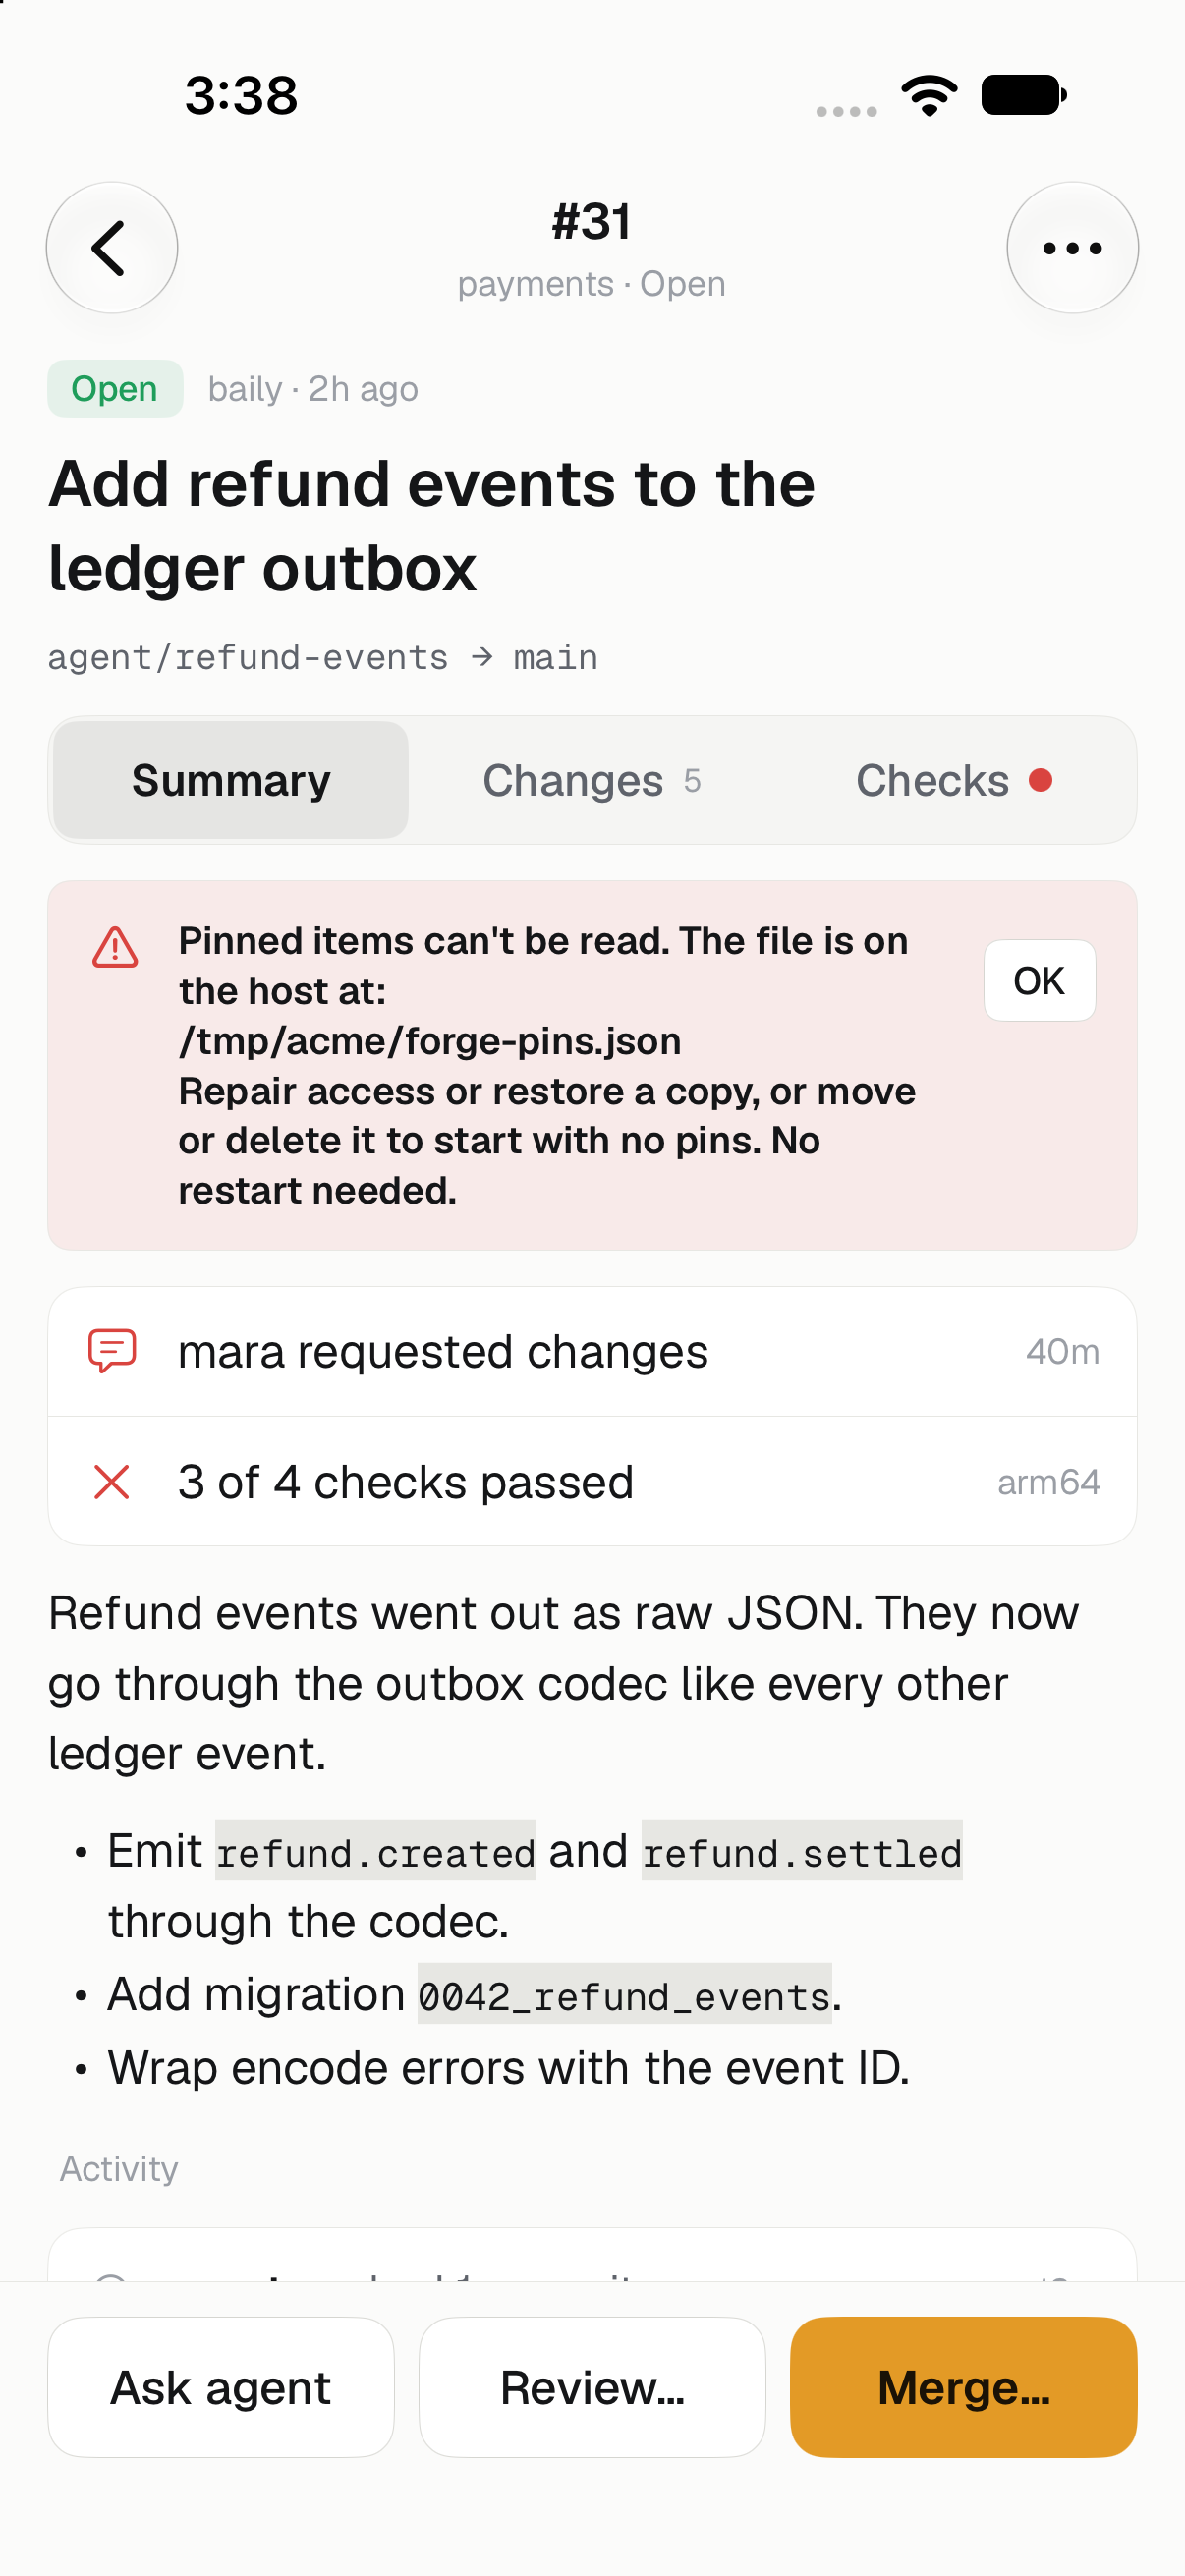 3:38
#31
payments · Open
Open baily · 2h ago
Add refund events to the
ledger outbox
agent/refund-events → main
Summary Changes 5 Checks
Pinned items can't be read. The file is on
the host at:
/tmp/acme/forge-pins.json
Repair access or restore a copy, or move
or delete it to start with no pins. No
restart needed.
OK
mara requested changes 40m
3 of 4 checks passed arm64
Refund events went out as raw JSON. They now
go through the outbox codec like every other
ledger event.
• Emit refund.created and refund.settled
through the codec.
• Add migration 0042_refund_events.
• Wrap encode errors with the event ID.
Activity
Ask agent Review... Merge...